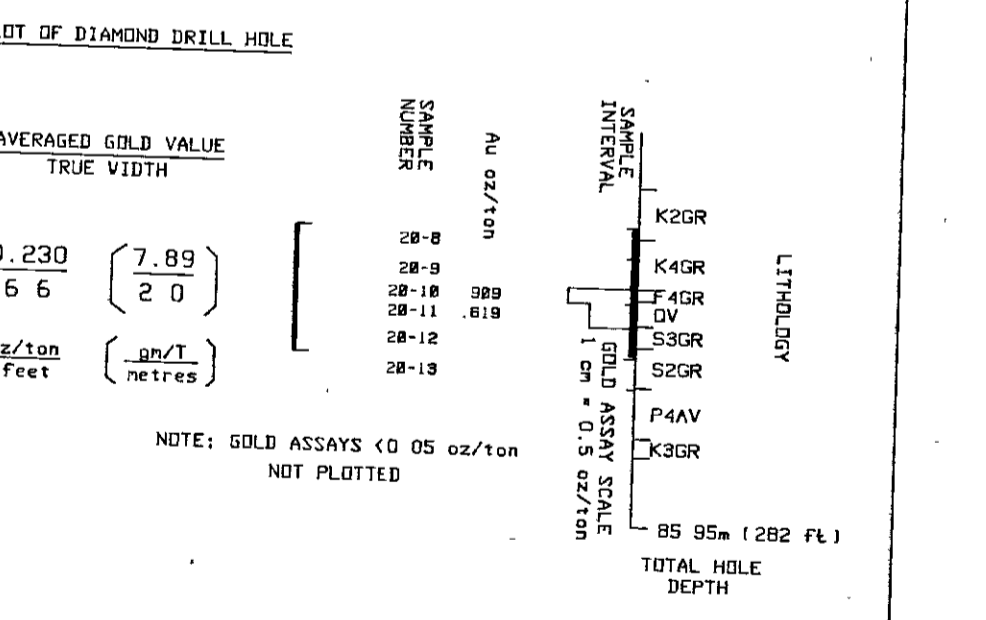 LOT OF DIAMOND DRILL HOLE
AVERAGED GOLD VALUE
TRUE WIDTH
0.230
6 6
(7.89
2 0)
z/ton
feet
(gm/T
metres)
SAMPLE
NUMBER
Au oz/ton
20-8
20-9
20-10 909
20-11 .619
20-12
20-13
NOTE: GOLD ASSAYS <0 05 oz/ton
NOT PLOTTED
SAMPLE
INTERVAL
GOLD ASSAY SCALE
1 cm = 0.5 oz/ton
LITHOLOGY
K2GR
K4GR
F4GR
QV
S3GR
S2GR
P4AV
K3GR
85 95m (282 ft)
TOTAL HOLE
DEPTH